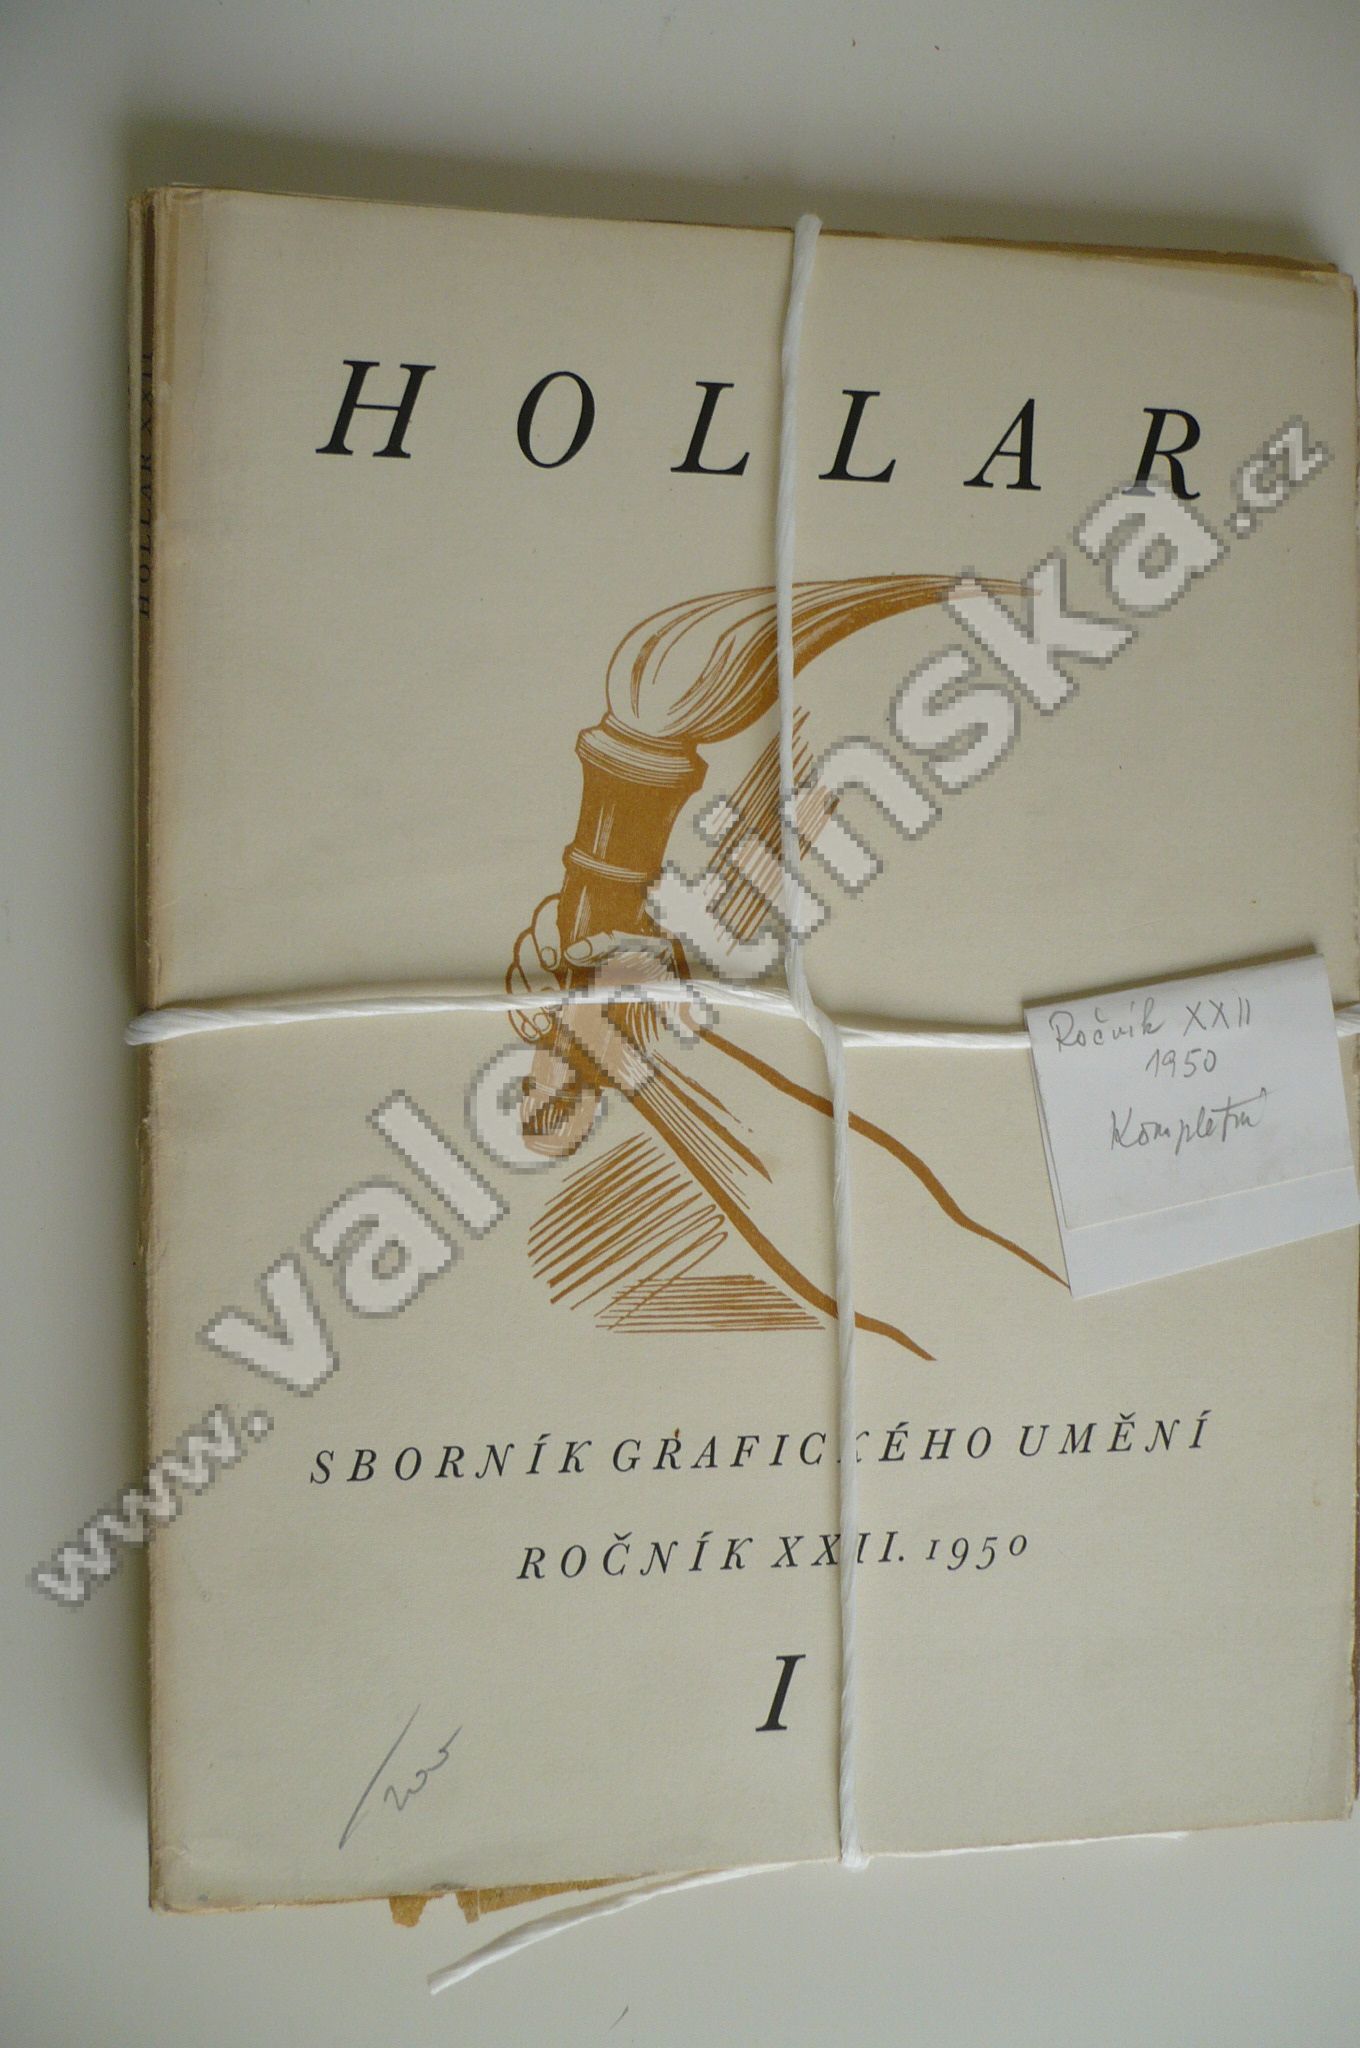 HOLLAR
HOLLAR XXII
www.valentinska.cz
Ročník XXII
1950
Kompletní
SBORNÍK GRAFICKÉHO UMĚNÍ
ROČNÍK XXII. 1950
I